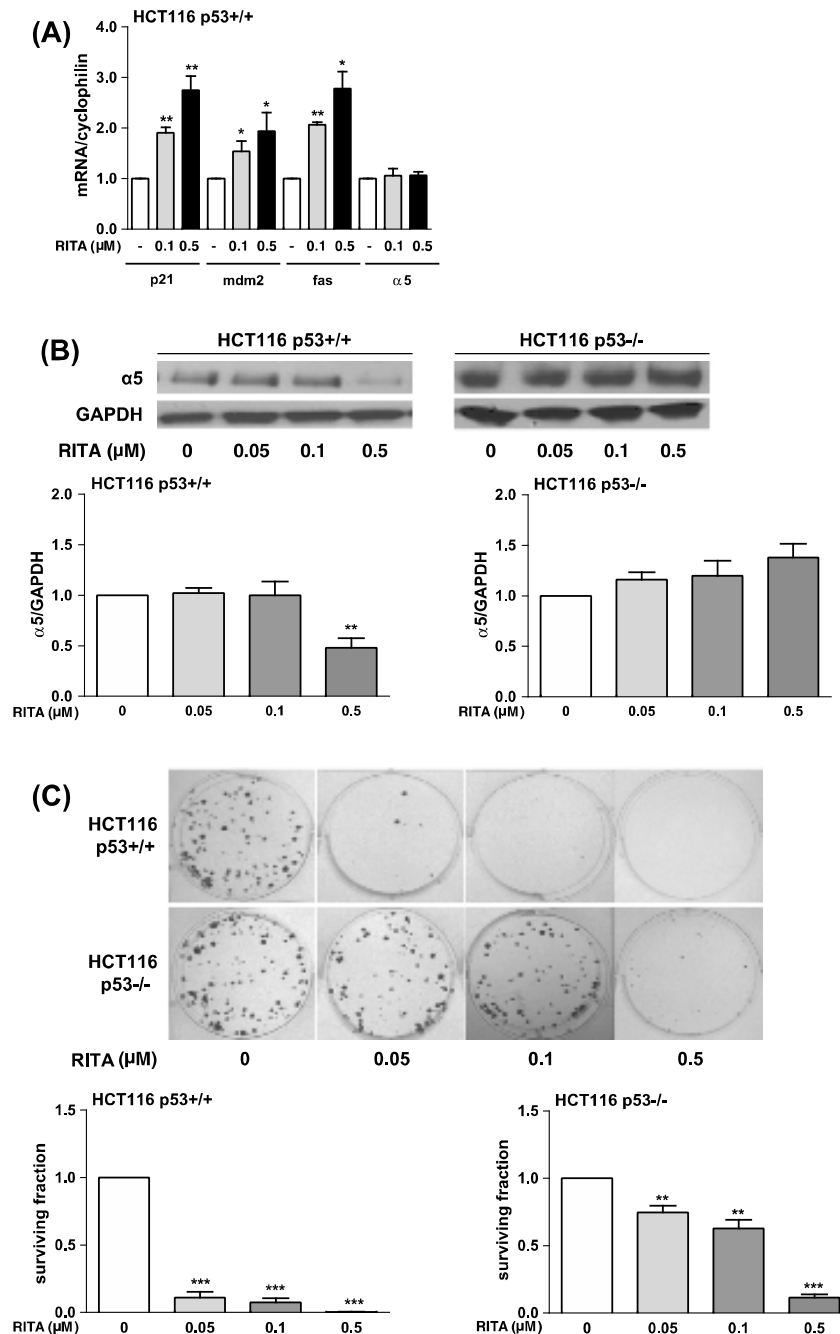 (A)
HCT116 p53+/+
mRNA/cyclophilin
4.0
3.0
2.0
1.0
0.0
** ** * * ** *
RITA (µM) - 0.1 0.5 - 0.1 0.5 - 0.1 0.5 - 0.1 0.5
p21 mdm2 fas α5
(B)
HCT116 p53+/+ HCT116 p53-/-
α5
GAPDH
RITA (µM) 0 0.05 0.1 0.5 0 0.05 0.1 0.5
HCT116 p53+/+
α5/GAPDH
2.0
1.5
1.0
0.5
0.0
**
RITA (µM) 0 0.05 0.1 0.5
HCT116 p53-/-
α5/GAPDH
2.0
1.5
1.0
0.5
0.0
RITA (µM) 0 0.05 0.1 0.5
(C)
HCT116
p53+/+
HCT116
p53-/-
RITA (µM) 0 0.05 0.1 0.5
HCT116 p53+/+
surviving fraction
1.5
1.0
0.5
0.0
*** *** ***
RITA (µM) 0 0.05 0.1 0.5
HCT116 p53-/-
surviving fraction
1.5
1.0
0.5
0.0
** ** ***
RITA (µM) 0 0.05 0.1 0.5